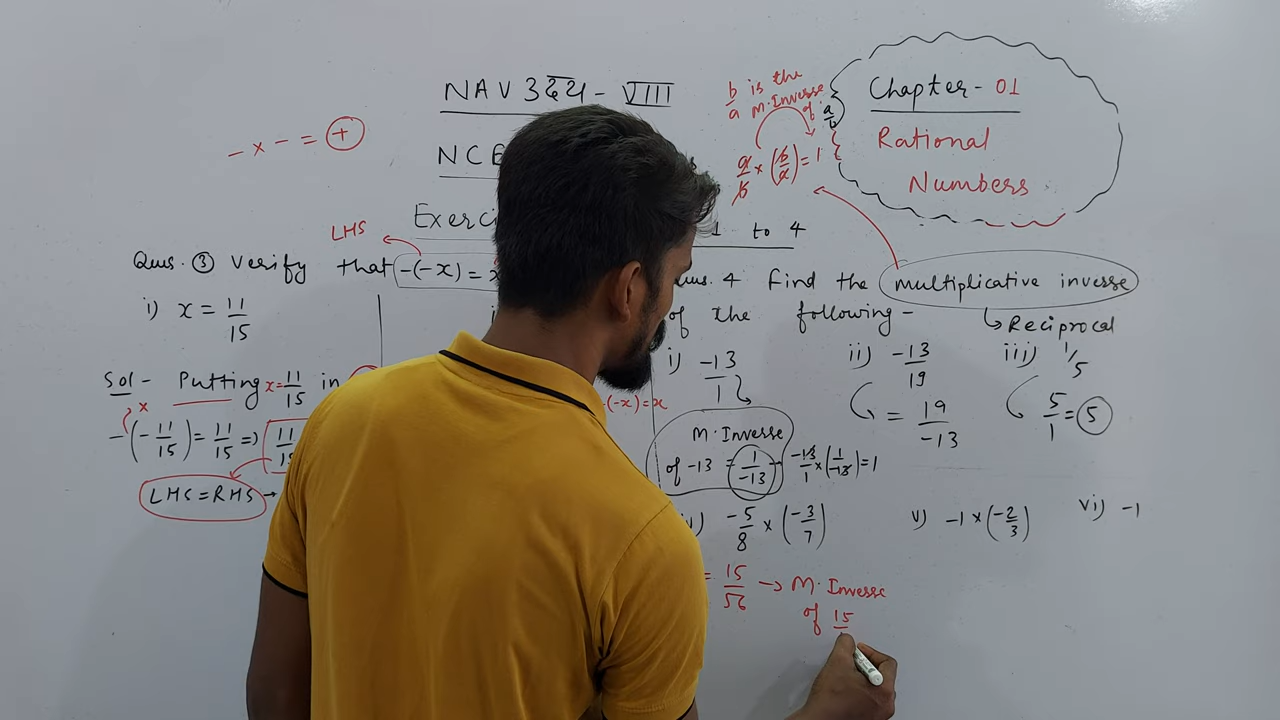 NAV 3दय - VIII
NCE
Exerci
1 to 4
Chapter - 01
Rational
Numbers
- × - = +
b/a is the
M·Inverse
of a/b
a/b × (b/a) = 1
LHS
Qus. ③ Verify that -(-x) = x
i) x = 11/15
Sol - Putting x = 11/15 in
x
-(-11/15) = 11/15 => 11/15
LHS = RHS →
-(-x) = x
Qus. 4 Find the multiplicative inverse
of the following -
↳ Reciprocal
i) -13/1
ii) -13/19
iii) 1/5
= 19/-13
5/1 = 5
M·Inverse
of -13 = 1/-13
-13/1 × (1/-13) = 1
-5/8 × (-3/7)
v) -1 × (-2/3)
vi) -1
= 15/56 → M·Inverse
of 15